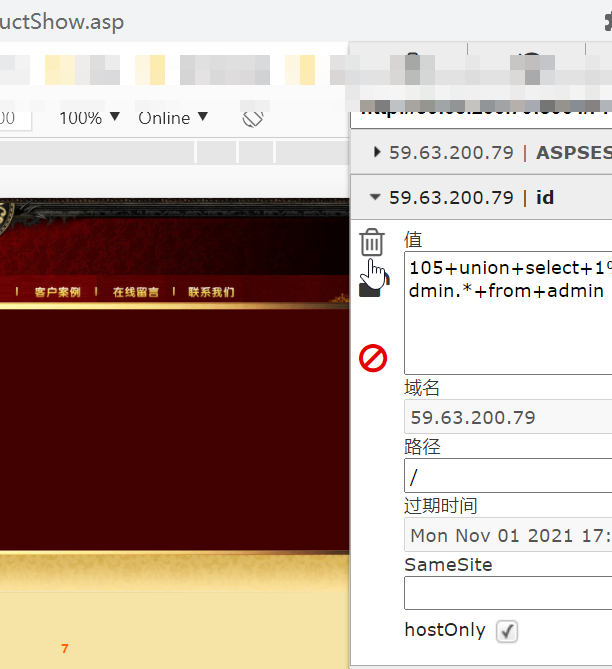 uctShow.asp
00
100% ▼
Online ▼
59.63.200.79 | ASPSES
59.63.200.79 | id
值
105+union+select+1
dmin.*+from+admin
客户案例 | 在线留言 | 联系我们
域名
59.63.200.79
路径
/
过期时间
Mon Nov 01 2021 17:
SameSite
hostOnly
7